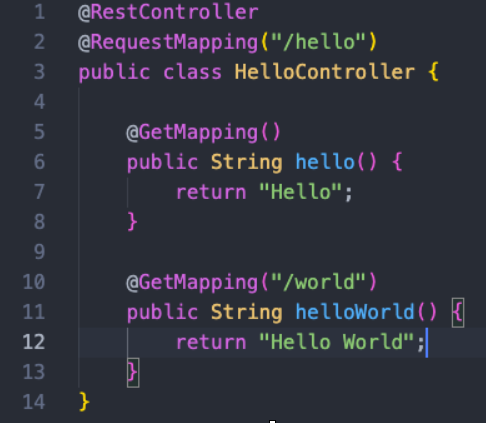 1 @RestController
2 @RequestMapping("/hello")
3 public class HelloController {
4
5     @GetMapping()
6     public String hello() {
7         return "Hello";
8     }
9
10     @GetMapping("/world")
11     public String helloWorld() {
12         return "Hello World";
13     }
14 }